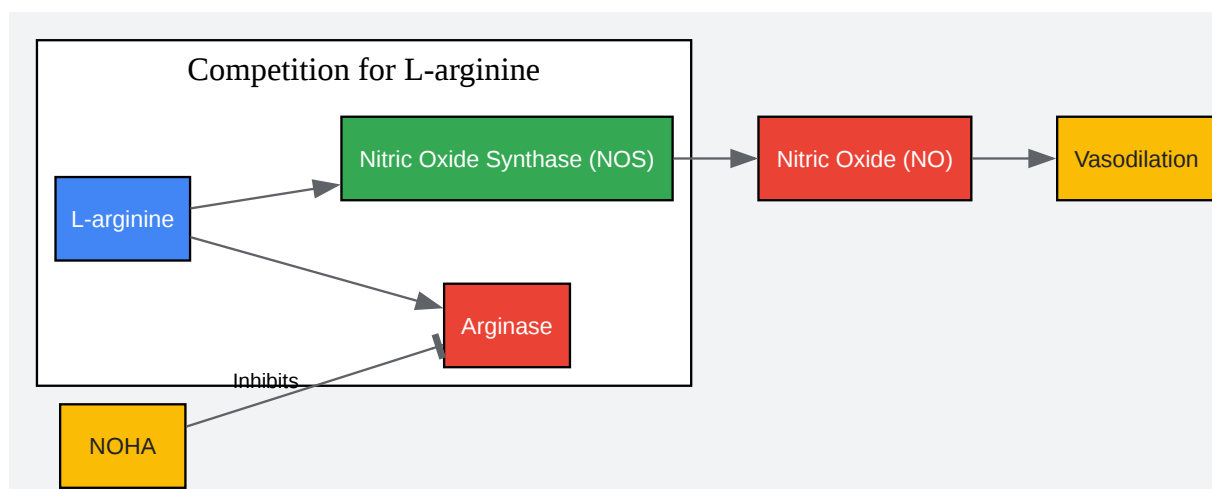 Competition for L-arginine
Nitric Oxide Synthase (NOS)
Nitric Oxide (NO)
Vasodilation
L-arginine
Arginase
Inhibits
NOHA